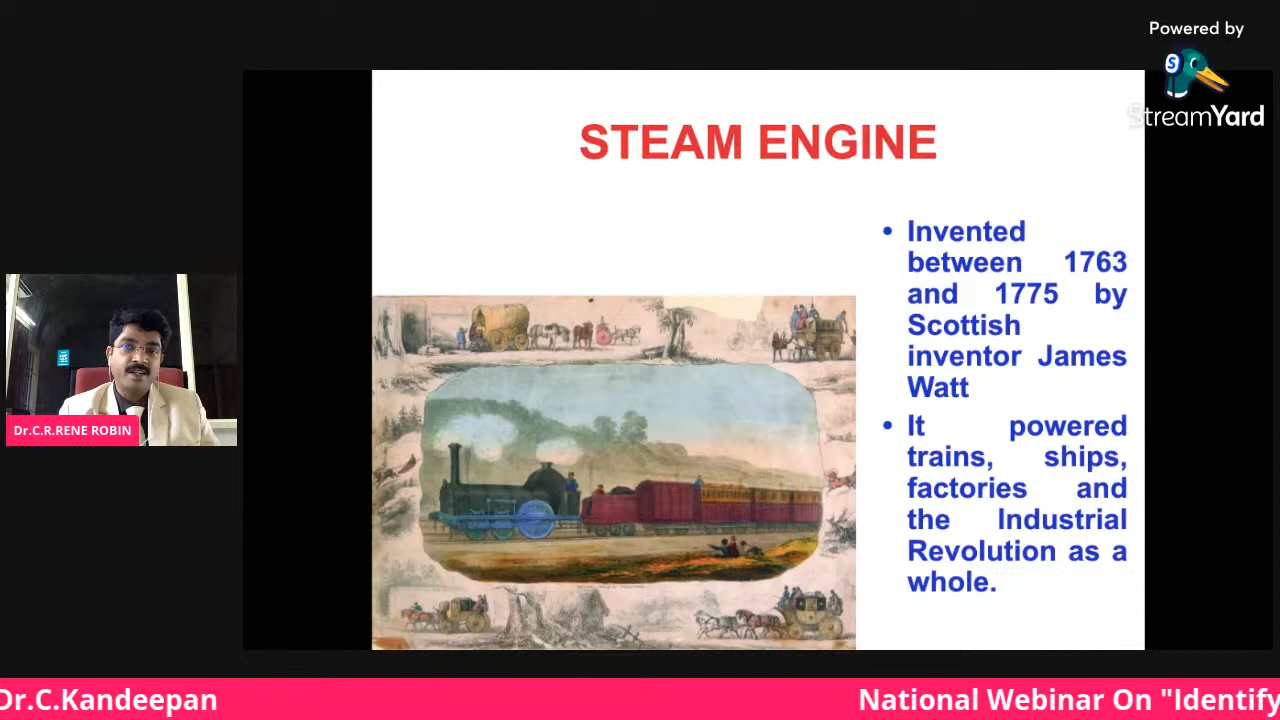 Powered by
StreamYard
STEAM ENGINE
• Invented
between 1763
and 1775 by
Scottish
inventor James
Watt
• It powered
trains, ships,
factories and
the Industrial
Revolution as a
whole.
Dr.C.R.RENE ROBIN
Dr.C.Kandeepan
National Webinar On "Identify